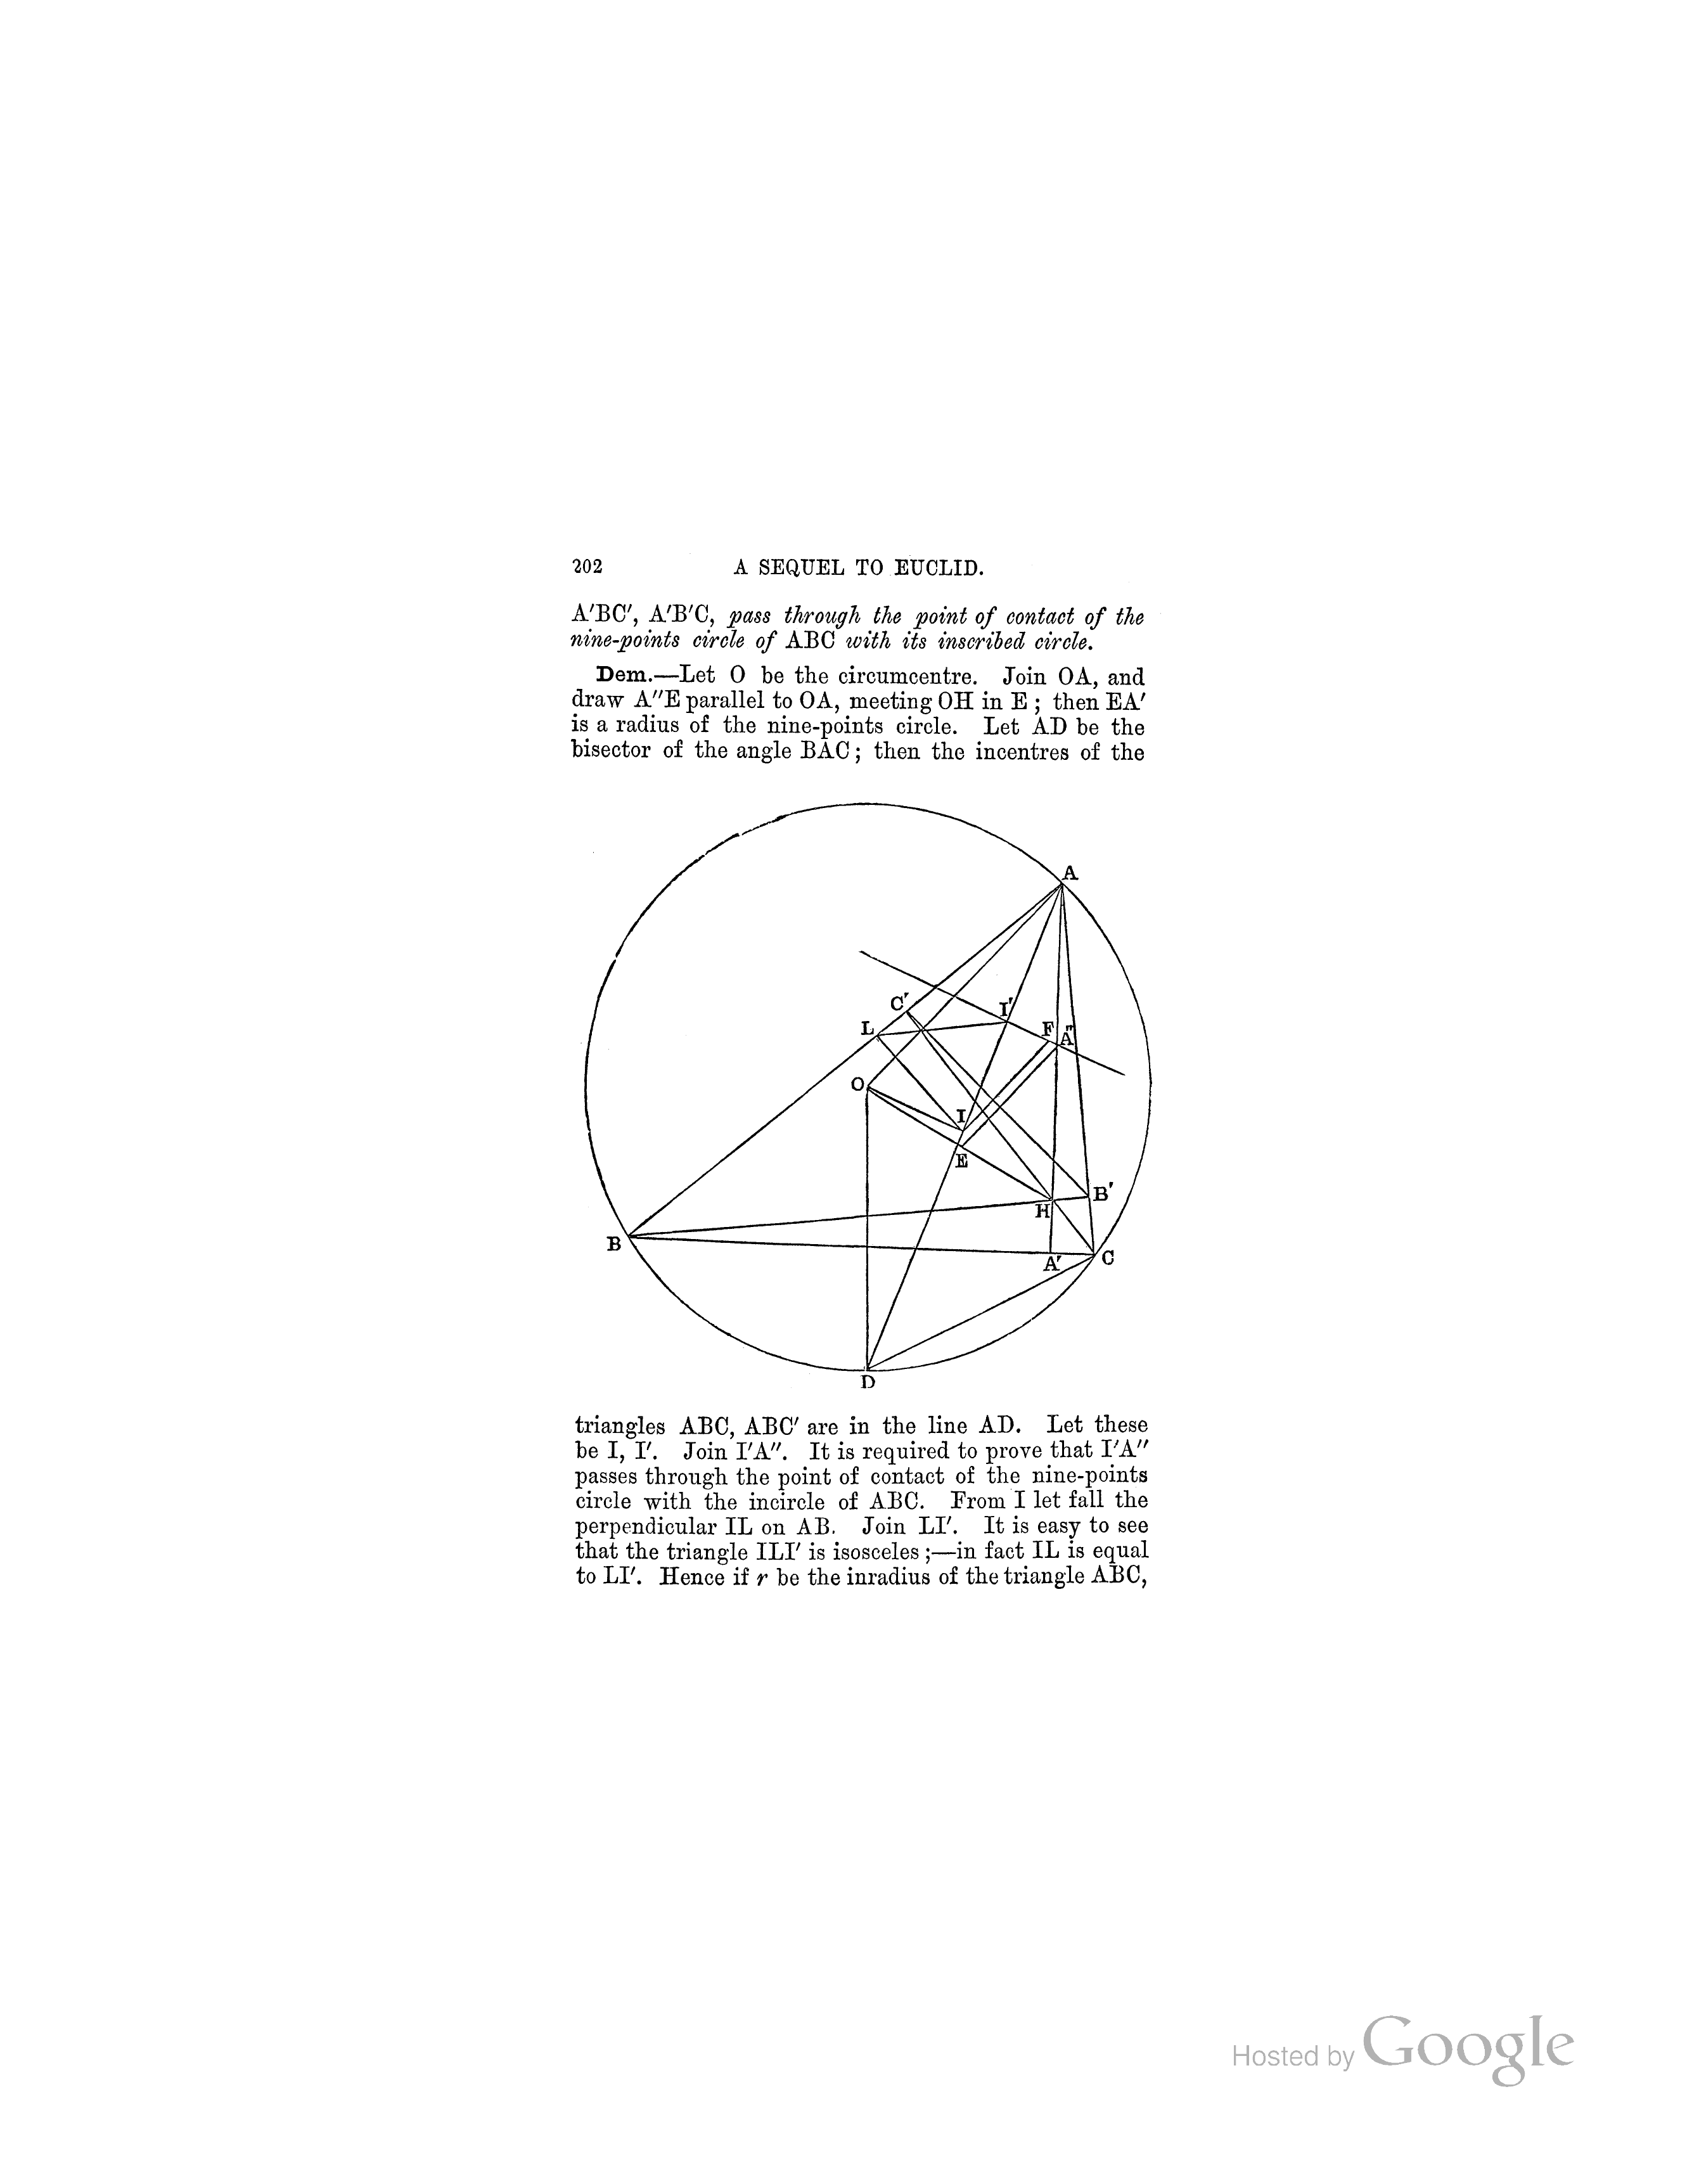 202 A SEQUEL TO EUCLID.
A′BC′, A′B′C, pass through the point of contact of the
nine-points circle of ABC with its inscribed circle.
Dem.—Let O be the circumcentre. Join OA, and
draw A″E parallel to OA, meeting OH in E ; then EA′
is a radius of the nine-points circle. Let AD be the
bisector of the angle BAC ; then the incentres of the
A
C′
I′
L
F
A″
O
I
E
B′
H
B
A′
C
D
triangles ABC, ABC′ are in the line AD. Let these
be I, I′. Join I′A″. It is required to prove that I′A″
passes through the point of contact of the nine-points
circle with the incircle of ABC. From I let fall the
perpendicular IL on AB. Join LI′. It is easy to see
that the triangle ILI′ is isosceles ;—in fact IL is equal
to LI′. Hence if r be the inradius of the triangle ABC,
Hosted by Google